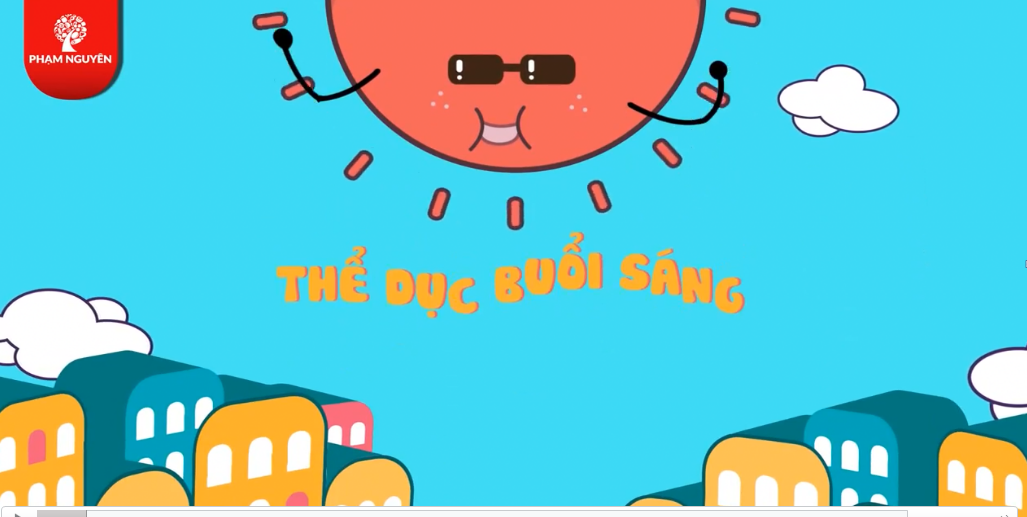 PHẠM NGUYÊN
THỂ DỤC BUỔI SÁNG